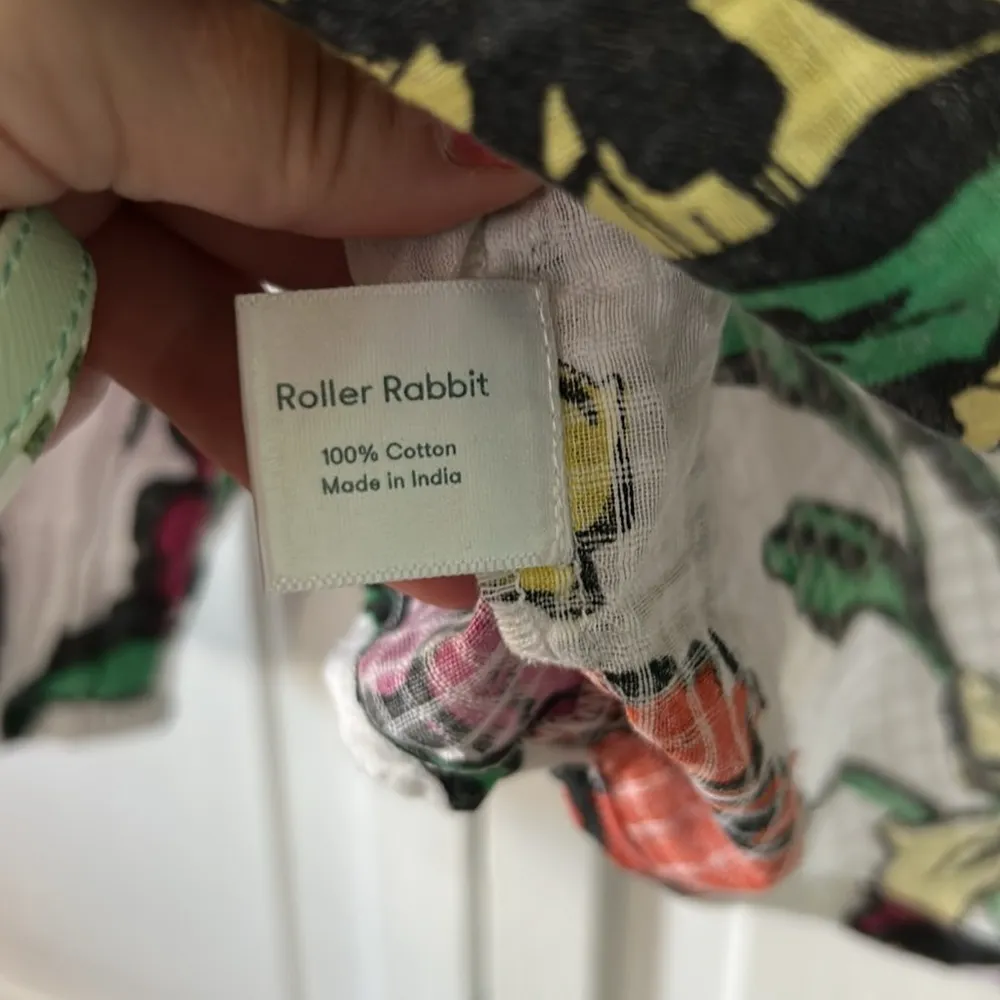 Roller Rabbit
100% Cotton
Made in India